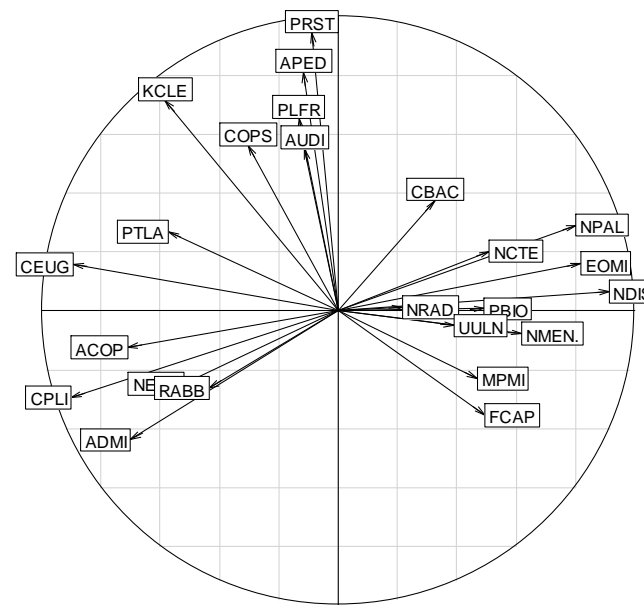 PRST
APED
KCLE
PLFR
COPS
AUDI
CBAC
NPAL
PTLA
NCTE
CEUG
EOMI
NDIS
NRAD
PBIO
UULN
NMEN.
ACOP
MPMI
RABB
CPLI
FCAP
ADMI